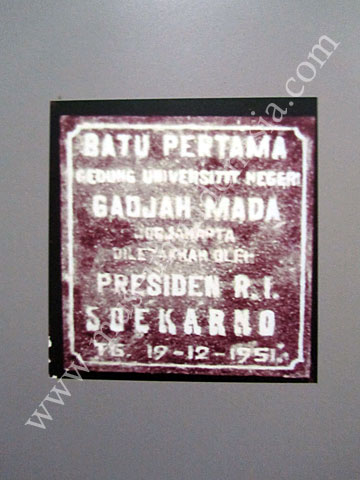 BATU PERTAMA
GEDUNG UNIVERSITIT NEGERI
GADJAH MADA
JOGJAKARTA
DILETAKKAN OLEH
PRESIDEN R.I.
SOEKARNO
TG. 19-12-1951.